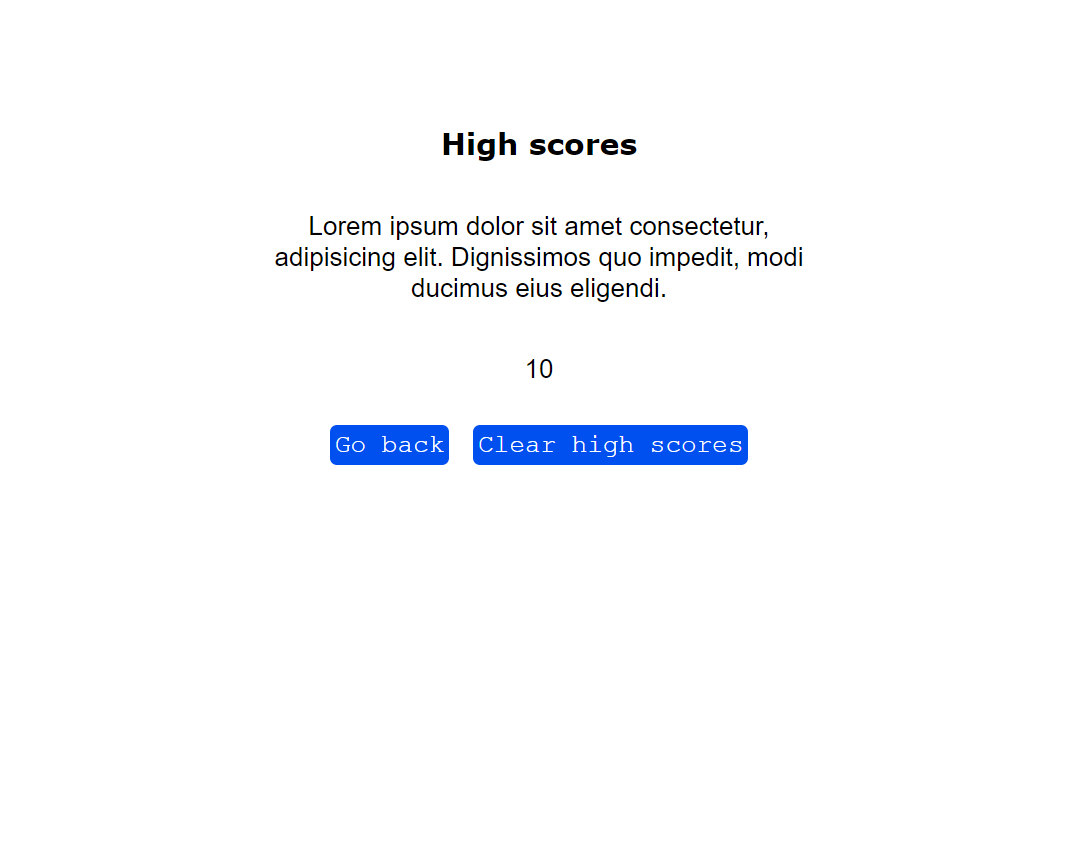 High scores
Lorem ipsum dolor sit amet consectetur,
adipisicing elit. Dignissimos quo impedit, modi
ducimus eius eligendi.
10
Go back
Clear high scores